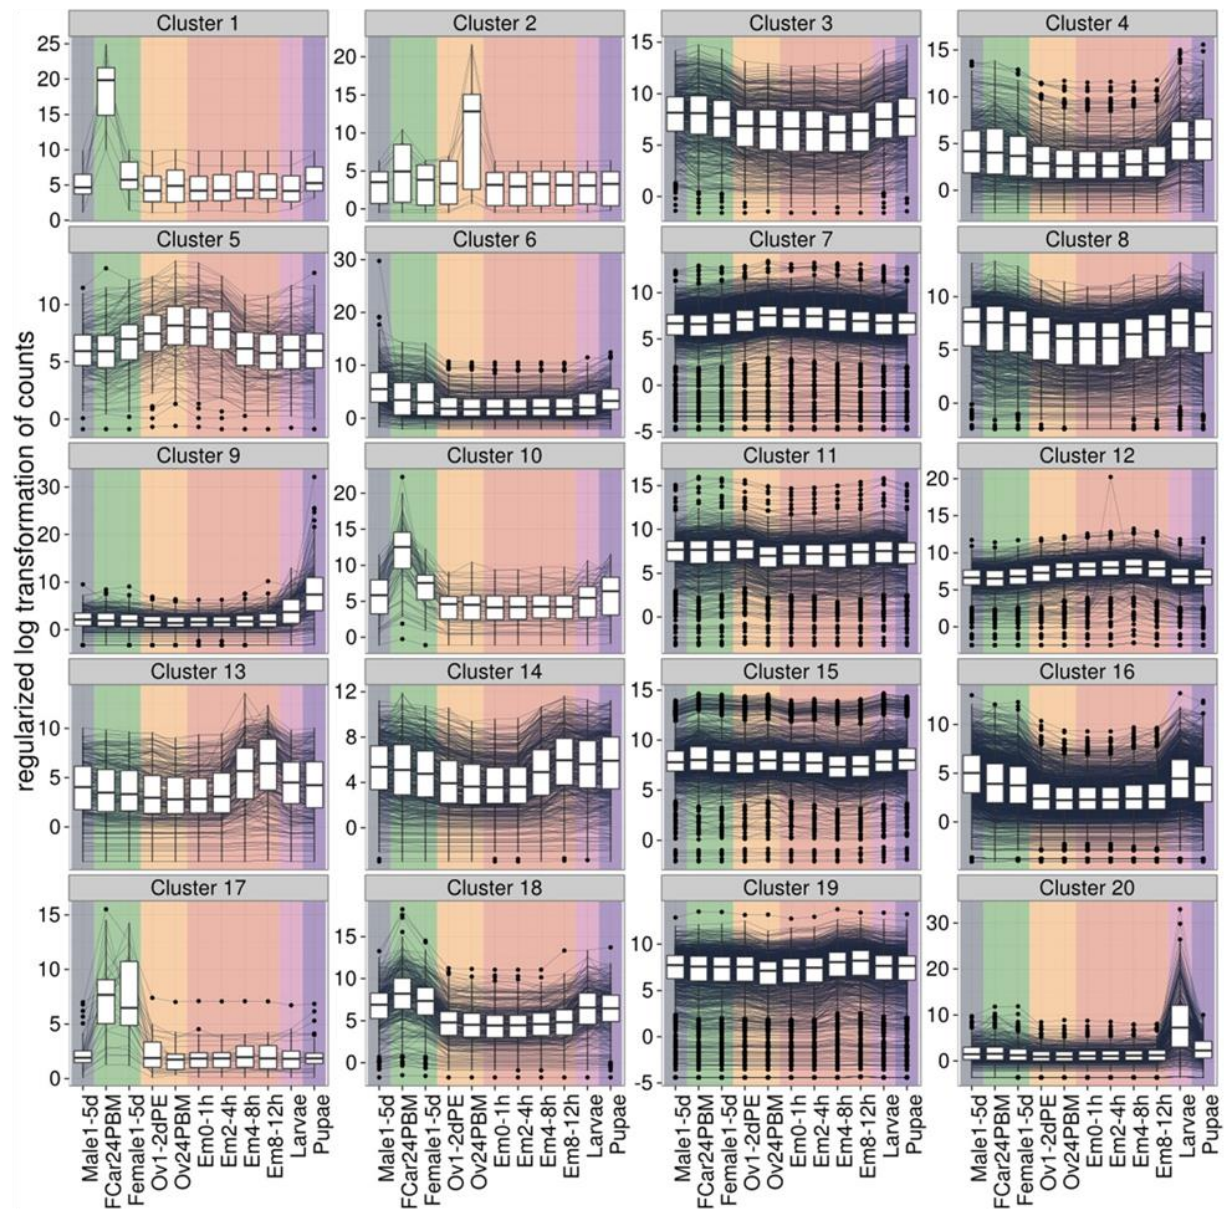 Cluster 1 Cluster 2 Cluster 3 Cluster 4
25 20 15 10 5 0
20 15 10 5 0
15 10 5 0
15 10 5 0
Cluster 5 Cluster 6 Cluster 7 Cluster 8
10 5 0
30 20 10 0
10 5 0 -5
10 5 0
regularized log transformation of counts
Cluster 9 Cluster 10 Cluster 11 Cluster 12
30 20 10 0
20 15 10 5 0
15 10 5 0
20 15 10 5 0
Cluster 13 Cluster 14 Cluster 15 Cluster 16
10 5 0
12 8 4 0
15 10 5 0
10 5 0
Cluster 17 Cluster 18 Cluster 19 Cluster 20
15 10 5 0
15 10 5 0
10 5 0 -5
30 20 10 0
Male1-5d FCar24PBM Female1-5d Ov1-2dPE Ov24PBM Em0-1h Em2-4h Em4-8h Em8-12h Larvae Pupae
Male1-5d FCar24PBM Female1-5d Ov1-2dPE Ov24PBM Em0-1h Em2-4h Em4-8h Em8-12h Larvae Pupae
Male1-5d FCar24PBM Female1-5d Ov1-2dPE Ov24PBM Em0-1h Em2-4h Em4-8h Em8-12h Larvae Pupae
Male1-5d FCar24PBM Female1-5d Ov1-2dPE Ov24PBM Em0-1h Em2-4h Em4-8h Em8-12h Larvae Pupae